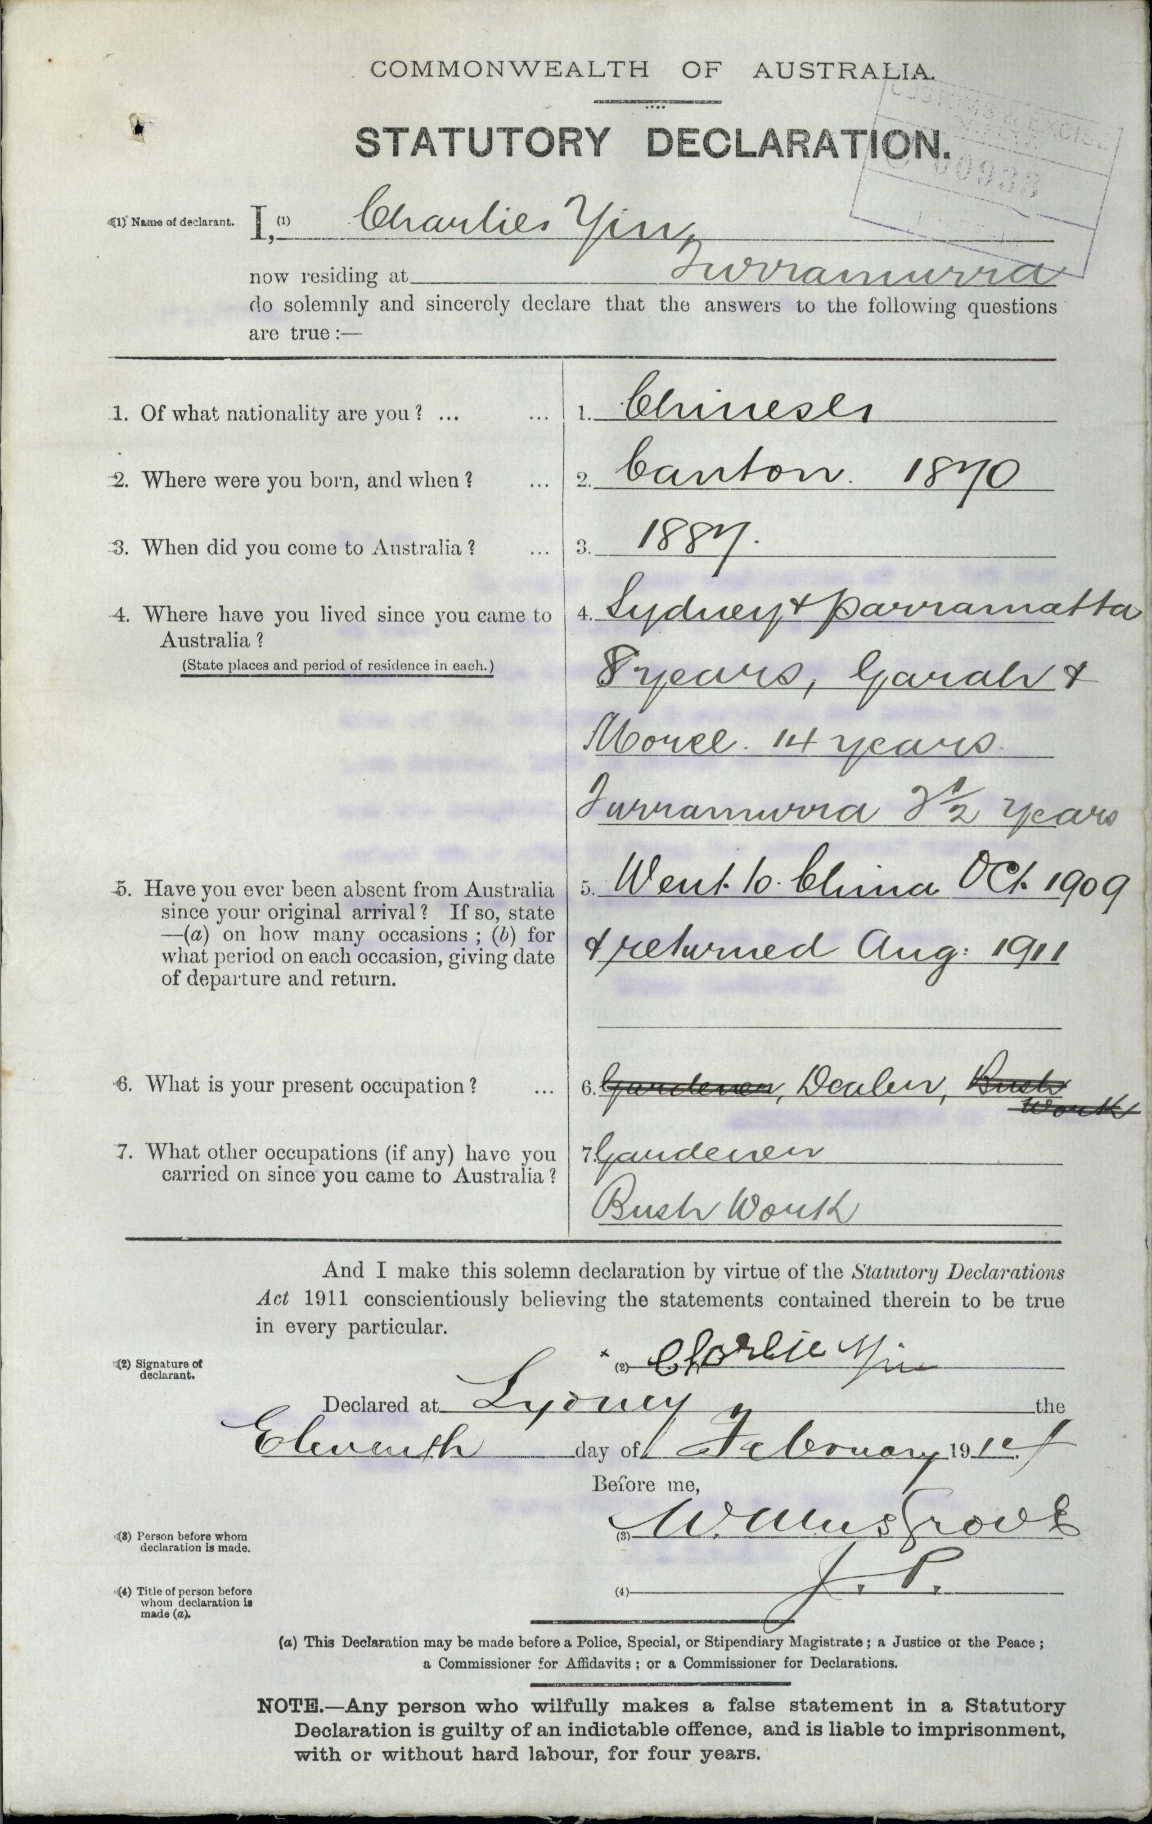 COMMONWEALTH OF AUSTRALIA.
STATUTORY DECLARATION.
00938
(1) Name of declarant. I,(1) Charlies Yin,
now residing at Turramurra
do solemnly and sincerely declare that the answers to the following questions
are true:—
1. Of what nationality are you? ... ... 1. Chinese
2. Where were you born, and when? ... 2. Canton. 1870
3. When did you come to Australia? ... 3. 1887.
4. Where have you lived since you came to 4. Sydney & Parramatta
Australia?
(State places and period of residence in each.) 8 years, Garah &
Moree. 14 years.
Turramurra 2 1/2 years
5. Have you ever been absent from Australia 5. Went to China Oct. 1909
since your original arrival? If so, state
—(a) on how many occasions; (b) for & returned Aug: 1911
what period on each occasion, giving date
of departure and return.
6. What is your present occupation? ... 6. Gardener, Dealer, Bush
Work
7. What other occupations (if any) have you 7. Gardener
carried on since you came to Australia?
Bush Work
And I make this solemn declaration by virtue of the Statutory Declarations
Act 1911 conscientiously believing the statements contained therein to be true
in every particular.
(2) Signature of (2) Charlie Yin
declarant.
Declared at Sydney the
Eleventh day of February 1914
Before me,
(3) Person before whom (3) W. Musgrove
declaration is made.
(4) Title of person before (4) J. P.
whom declaration is
made (a).
(a) This Declaration may be made before a Police, Special, or Stipendiary Magistrate; a Justice of the Peace;
a Commissioner for Affidavits; or a Commissioner for Declarations.
NOTE.—Any person who wilfully makes a false statement in a Statutory
Declaration is guilty of an indictable offence, and is liable to imprisonment,
with or without hard labour, for four years.